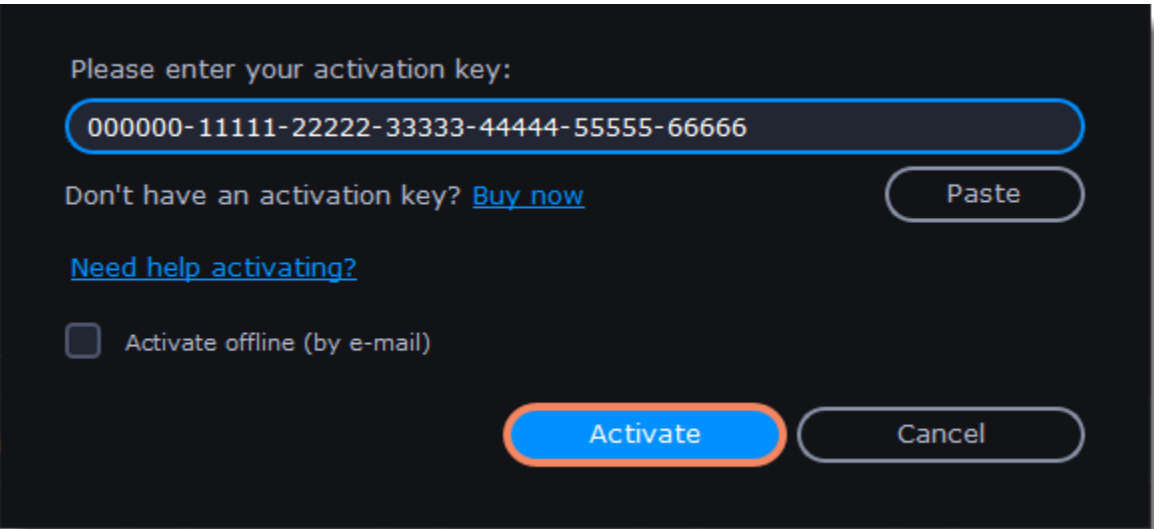 Please enter your activation key:
000000-11111-22222-33333-44444-55555-66666
Don't have an activation key? Buy now
Paste
Need help activating?
Activate offline (by e-mail)
Activate
Cancel